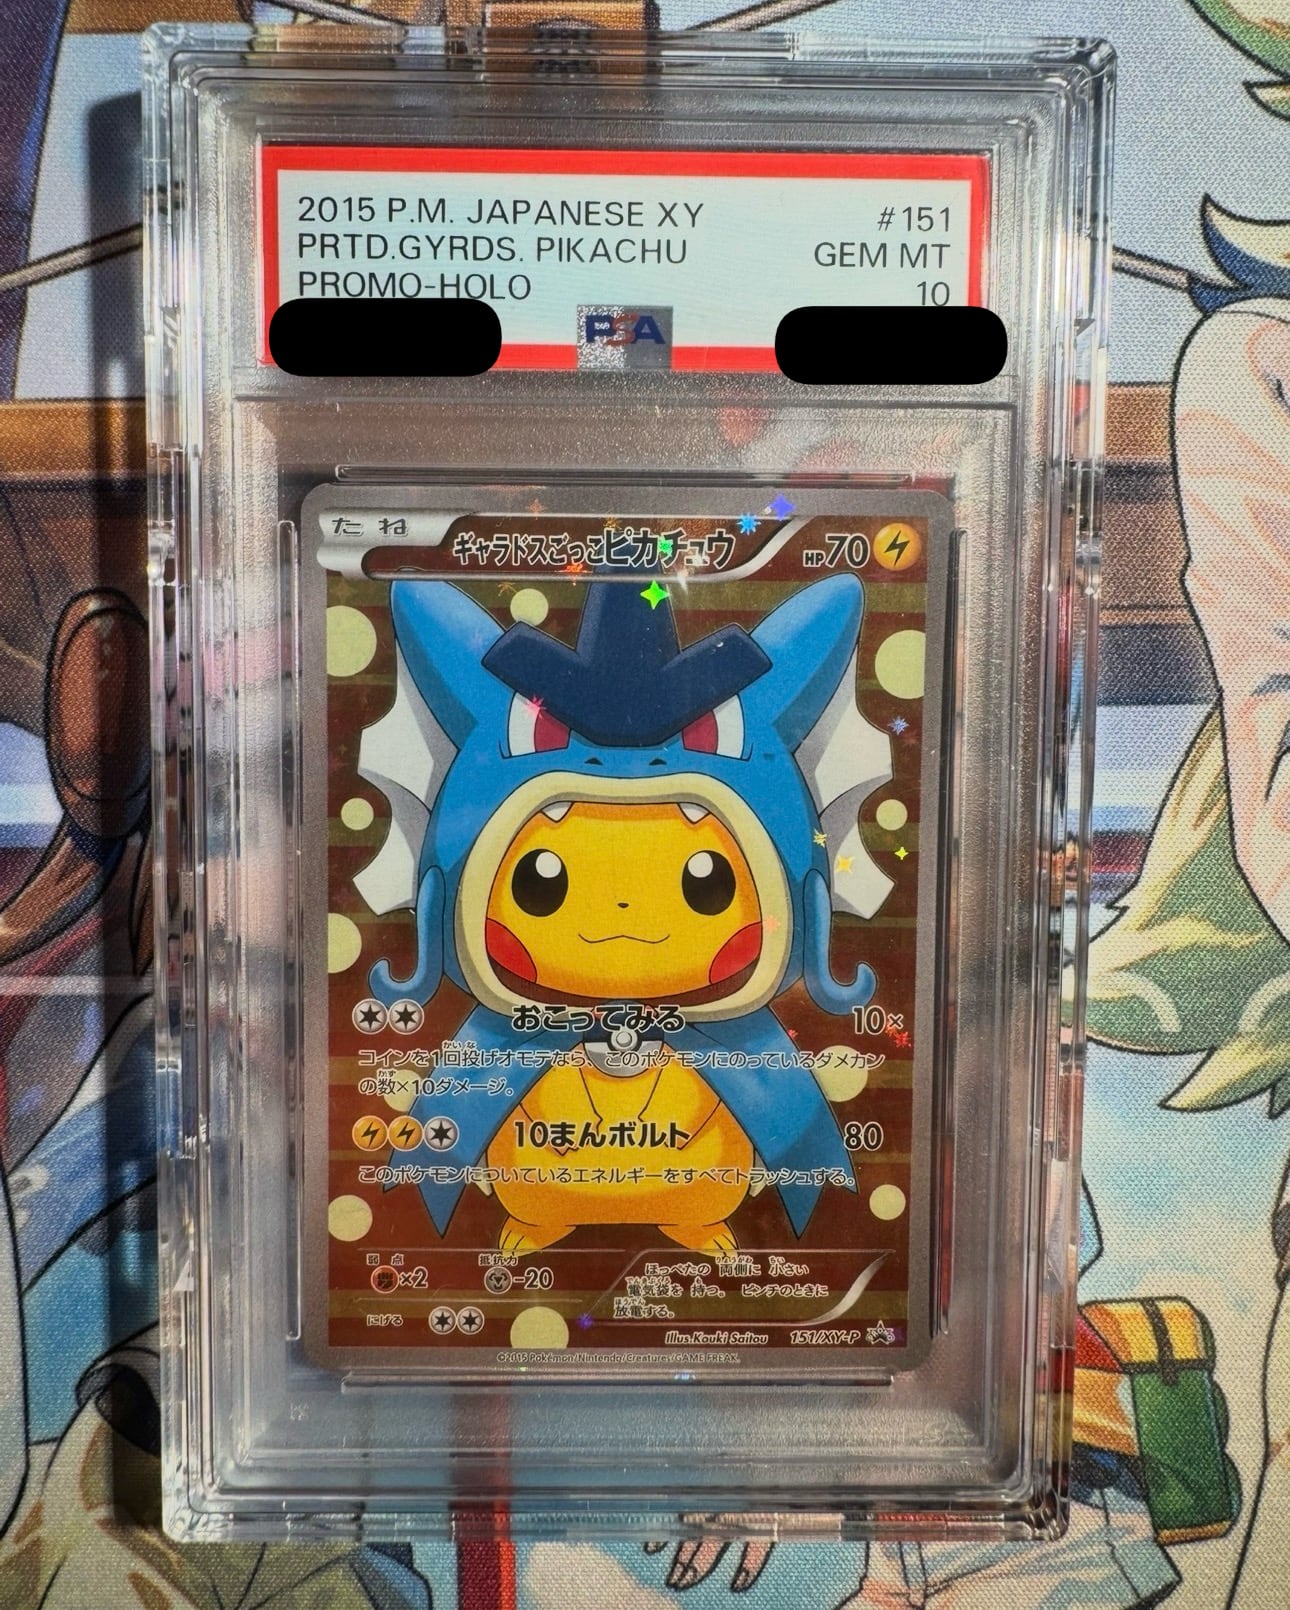 2015 P.M. JAPANESE XY #151
PRTD.GYRDS. PIKACHU GEM MT
PROMO-HOLO 10
PSA
たね ギャラドスごっこピカチュウ HP70
おこってみる 10×
コインを1回投げオモテなら、このポケモンにのっているダメカン
の数×10ダメージ。
10まんボルト 80
このポケモンについているエネルギーをすべてトラッシュする。
弱点 ×2 抵抗力 -20
にげる
ほっぺたの 両側に 小さい
電気袋を 持つ。 ピンチのときに
放電する。
Illus. Kouki Saitou 151/XY-P
©2015 Pokémon/Nintendo/Creatures/GAME FREAK.